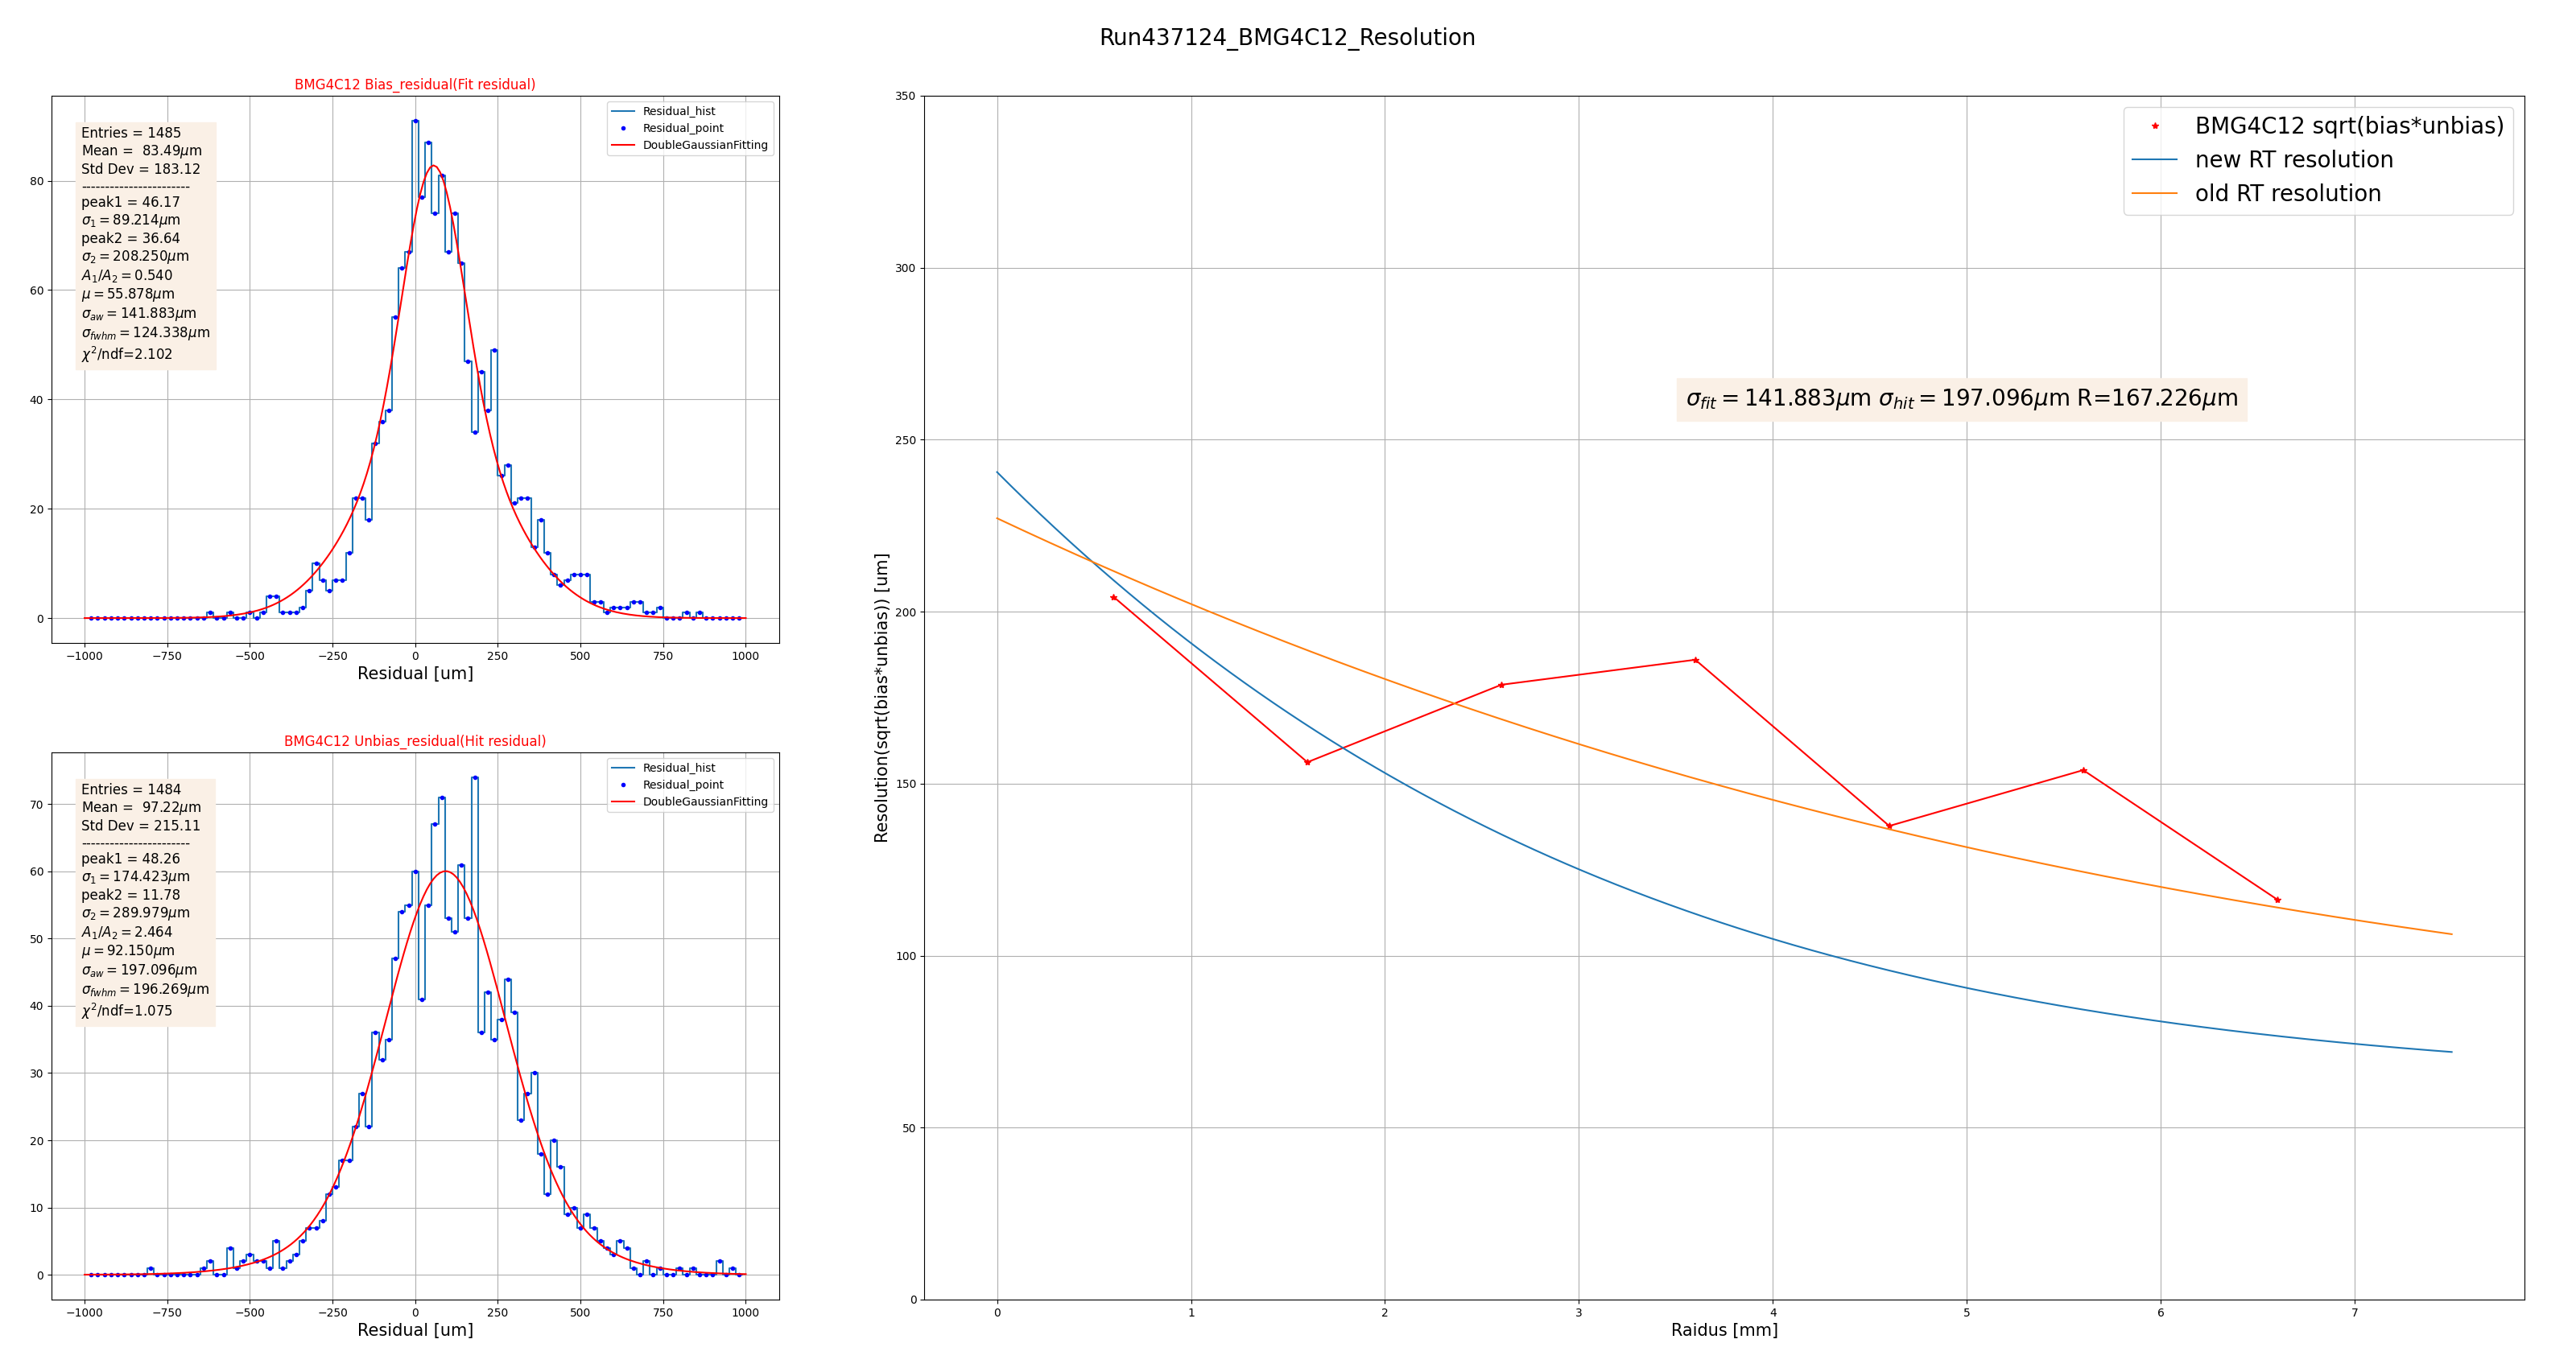 Run437124_BMG4C12_Resolution
BMG4C12 Bias_residual(Fit residual)
Residual_hist
Residual_point
DoubleGaussianFitting
Entries = 1485
Mean =  83.49μm
Std Dev = 183.12
-----------------------
peak1 = 46.17
σ₁ = 89.214μm
peak2 = 36.64
σ₂ = 208.250μm
A₁/A₂ = 0.540
μ = 55.878μm
σ_aw = 141.883μm
σ_fwhm = 124.338μm
χ²/ndf=2.102
80
60
40
20
0
−1000 −750 −500 −250 0 250 500 750 1000
Residual [um]
BMG4C12 Unbias_residual(Hit residual)
Residual_hist
Residual_point
DoubleGaussianFitting
Entries = 1484
Mean =  97.22μm
Std Dev = 215.11
-----------------------
peak1 = 48.26
σ₁ = 174.423μm
peak2 = 11.78
σ₂ = 289.979μm
A₁/A₂ = 2.464
μ = 92.150μm
σ_aw = 197.096μm
σ_fwhm = 196.269μm
χ²/ndf=1.075
70
60
50
40
30
20
10
0
−1000 −750 −500 −250 0 250 500 750 1000
Residual [um]
BMG4C12 sqrt(bias*unbias)
new RT resolution
old RT resolution
σ_fit = 141.883μm σ_hit = 197.096μm R=167.226μm
Resolution(sqrt(bias*unbias)) [um]
350
300
250
200
150
100
50
0
0 1 2 3 4 5 6 7
Raidus [mm]